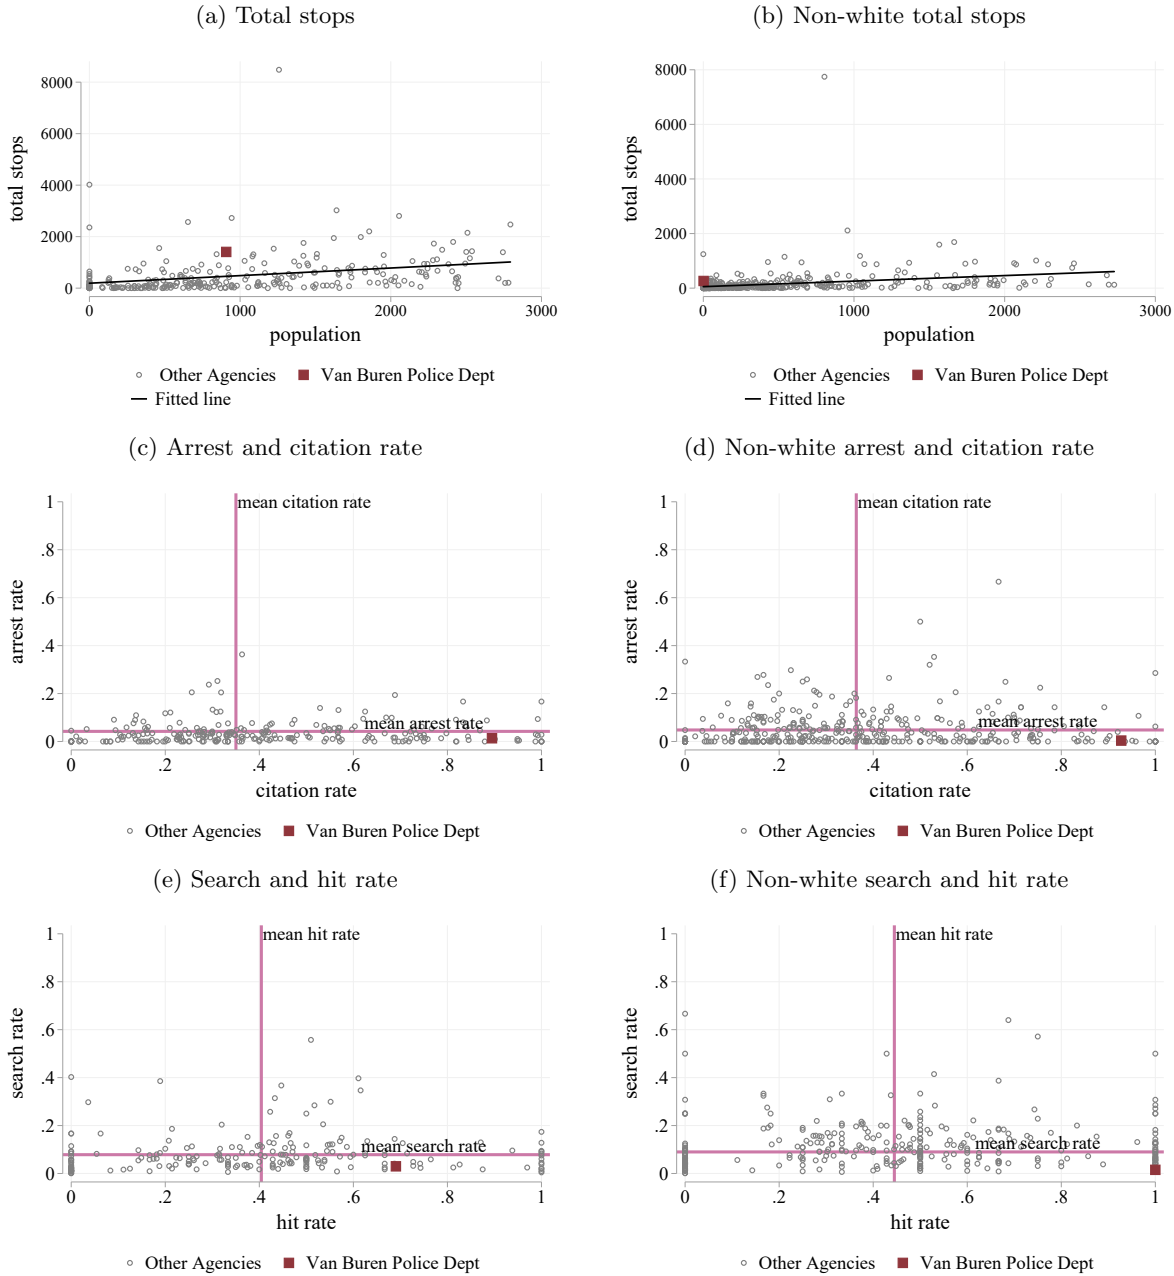 (a) Total stops
(b) Non-white total stops
total stops
8000
6000
4000
2000
0
0
1000
2000
3000
population
Other Agencies
Van Buren Police Dept
Fitted line
total stops
8000
6000
4000
2000
0
0
1000
2000
3000
population
Other Agencies
Van Buren Police Dept
Fitted line
(c) Arrest and citation rate
(d) Non-white arrest and citation rate
arrest rate
1
.8
.6
.4
.2
0
mean citation rate
mean arrest rate
0
.2
.4
.6
.8
1
citation rate
Other Agencies
Van Buren Police Dept
arrest rate
1
.8
.6
.4
.2
0
mean citation rate
mean arrest rate
0
.2
.4
.6
.8
1
citation rate
Other Agencies
Van Buren Police Dept
(e) Search and hit rate
(f) Non-white search and hit rate
search rate
1
.8
.6
.4
.2
0
mean hit rate
mean search rate
0
.2
.4
.6
.8
1
hit rate
Other Agencies
Van Buren Police Dept
search rate
1
.8
.6
.4
.2
0
mean hit rate
mean search rate
0
.2
.4
.6
.8
1
hit rate
Other Agencies
Van Buren Police Dept